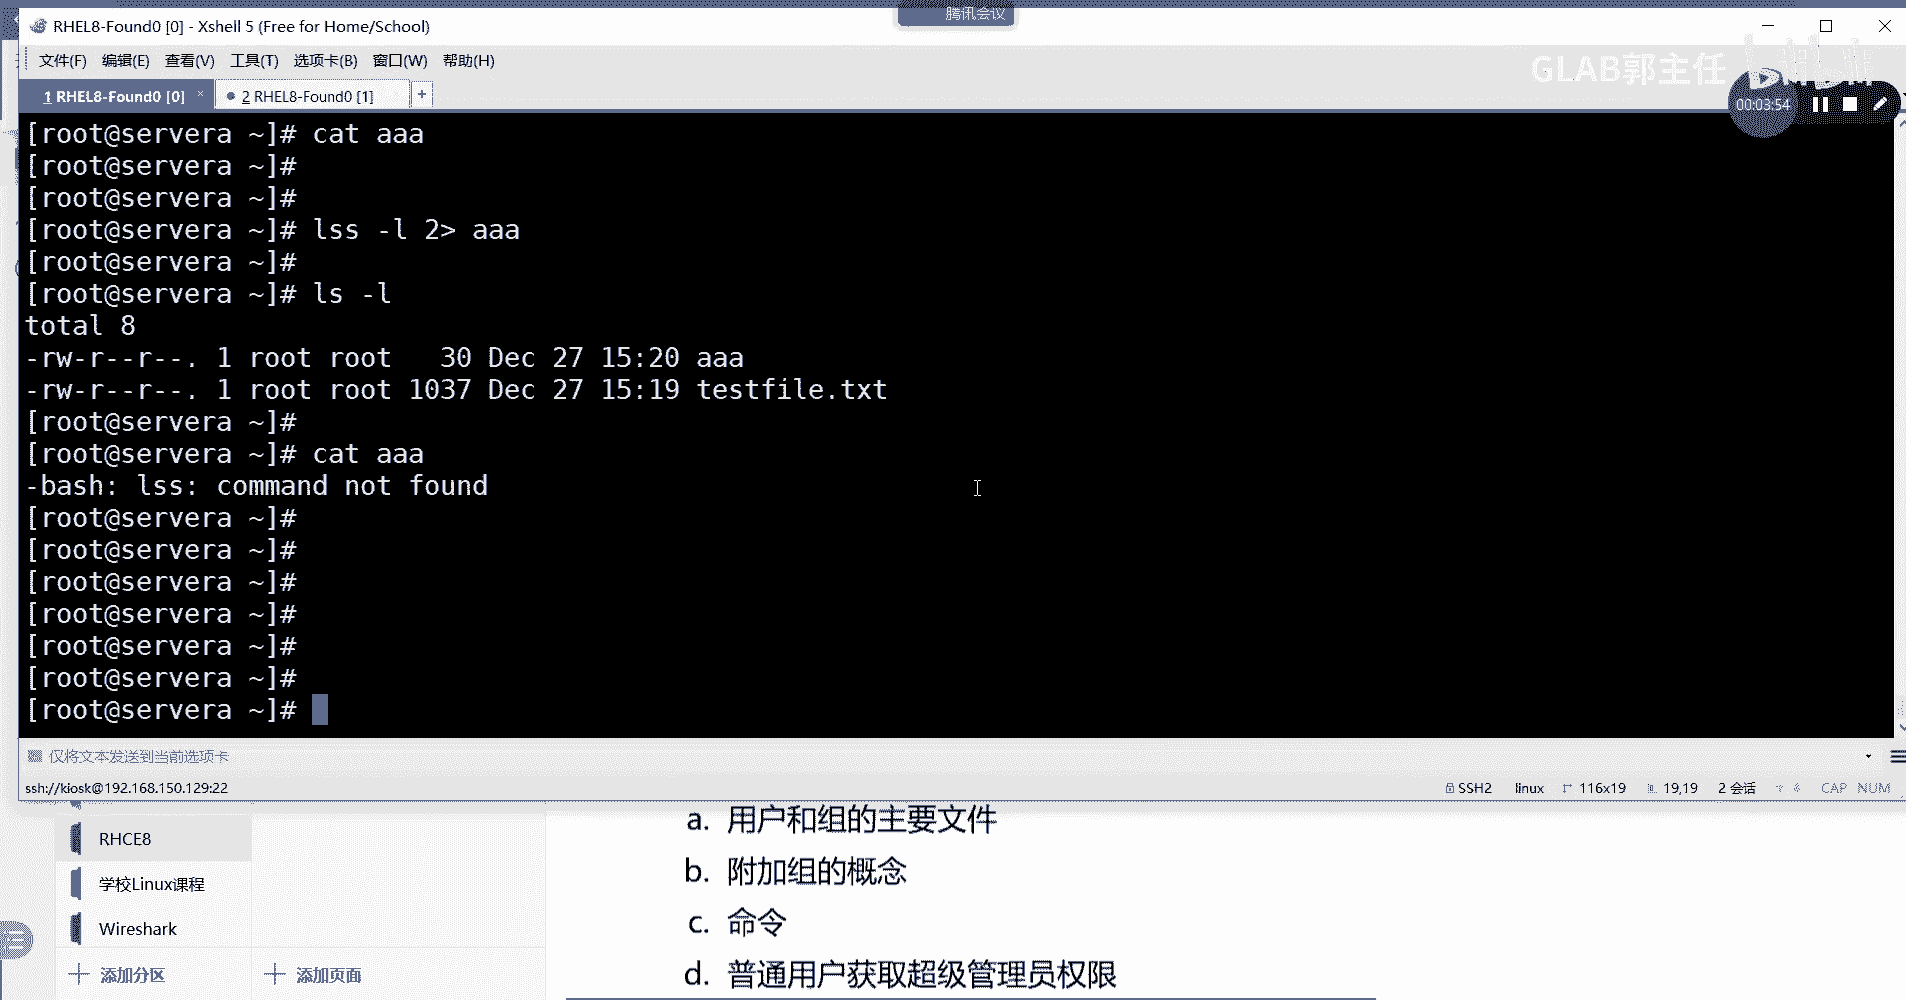 腾讯会议
RHEL8-Found0 [0] - Xshell 5 (Free for Home/School)
文件(F) 编辑(E) 查看(V) 工具(T) 选项卡(B) 窗口(W) 帮助(H)
GLAB郭主任 bilibili
1 RHEL8-Found0 [0] × 2 RHEL8-Found0 [1] +
00:03:54
[root@servera ~]# cat aaa
[root@servera ~]#
[root@servera ~]#
[root@servera ~]# lss -l 2> aaa
[root@servera ~]#
[root@servera ~]# ls -l
total 8
-rw-r--r--. 1 root root   30 Dec 27 15:20 aaa
-rw-r--r--. 1 root root 1037 Dec 27 15:19 testfile.txt
[root@servera ~]#
[root@servera ~]# cat aaa
-bash: lss: command not found
[root@servera ~]#
[root@servera ~]#
[root@servera ~]#
[root@servera ~]#
[root@servera ~]#
[root@servera ~]#
[root@servera ~]#
仅将文本发送到当前选项卡
ssh://kiosk@192.168.150.129:22 SSH2 linux 116x19 19,19 2 会话 CAP NUM
a. 用户和组的主要文件
RHCE8
b. 附加组的概念
学校Linux课程
c. 命令
Wireshark
d. 普通用户获取超级管理员权限
添加分区 添加页面